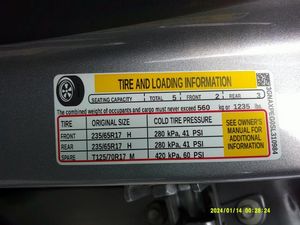 TIRE AND LOADING INFORMATION
SEATING CAPACITY TOTAL 5 FRONT 2 REAR 3
The combined weight of occupants and cargo must never exceed 560 kg or 1235 lbs
TIRE ORIGINAL SIZE COLD TIRE PRESSURE
FRONT 235/65R17 H 280 kPa, 41 PSI
REAR 235/65R17 H 280 kPa, 41 PSI
SPARE T125/70R17 M 420 kPa, 60 PSI
SEE OWNER'S
MANUAL FOR
ADDITIONAL
INFORMATION
2024/01/14 00:28:24